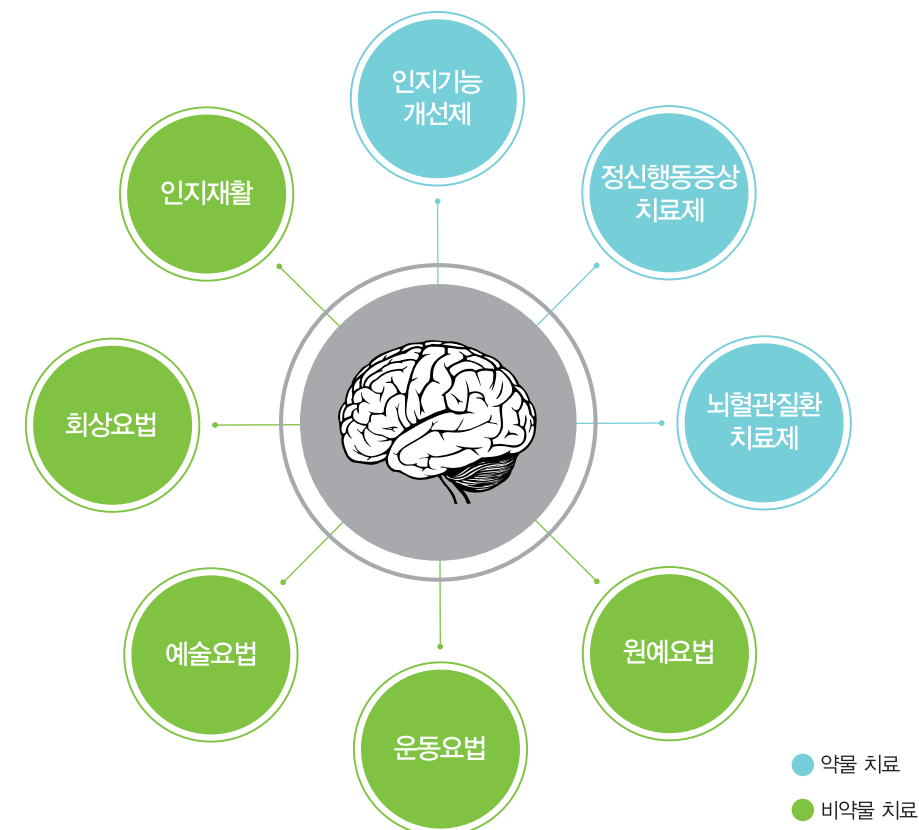 인지기능
개선제
정신행동증상
치료제
뇌혈관질환
치료제
원예요법
운동요법
예술요법
회상요법
인지재활
약물 치료
비약물 치료